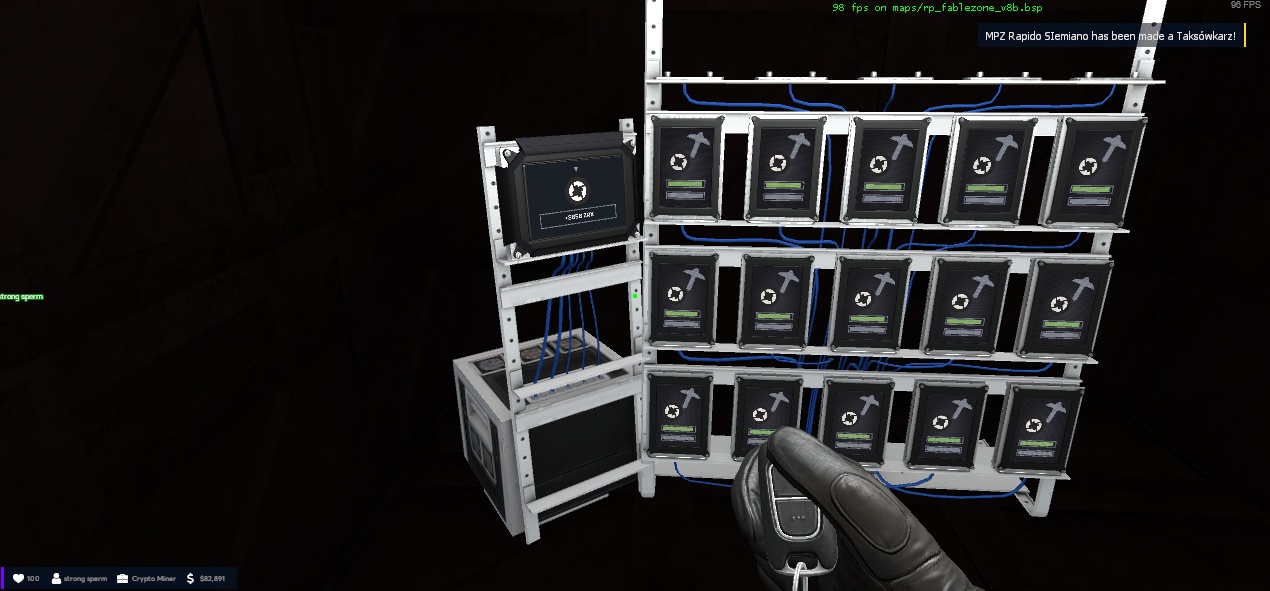 98 fps on maps/rp_fablezone_v8b.bsp
96 FPS
MPZ Rapido SIemiano has been made a Taksówkarz!
strong sperm
100 strong sperm Crypto Miner $ $82,891